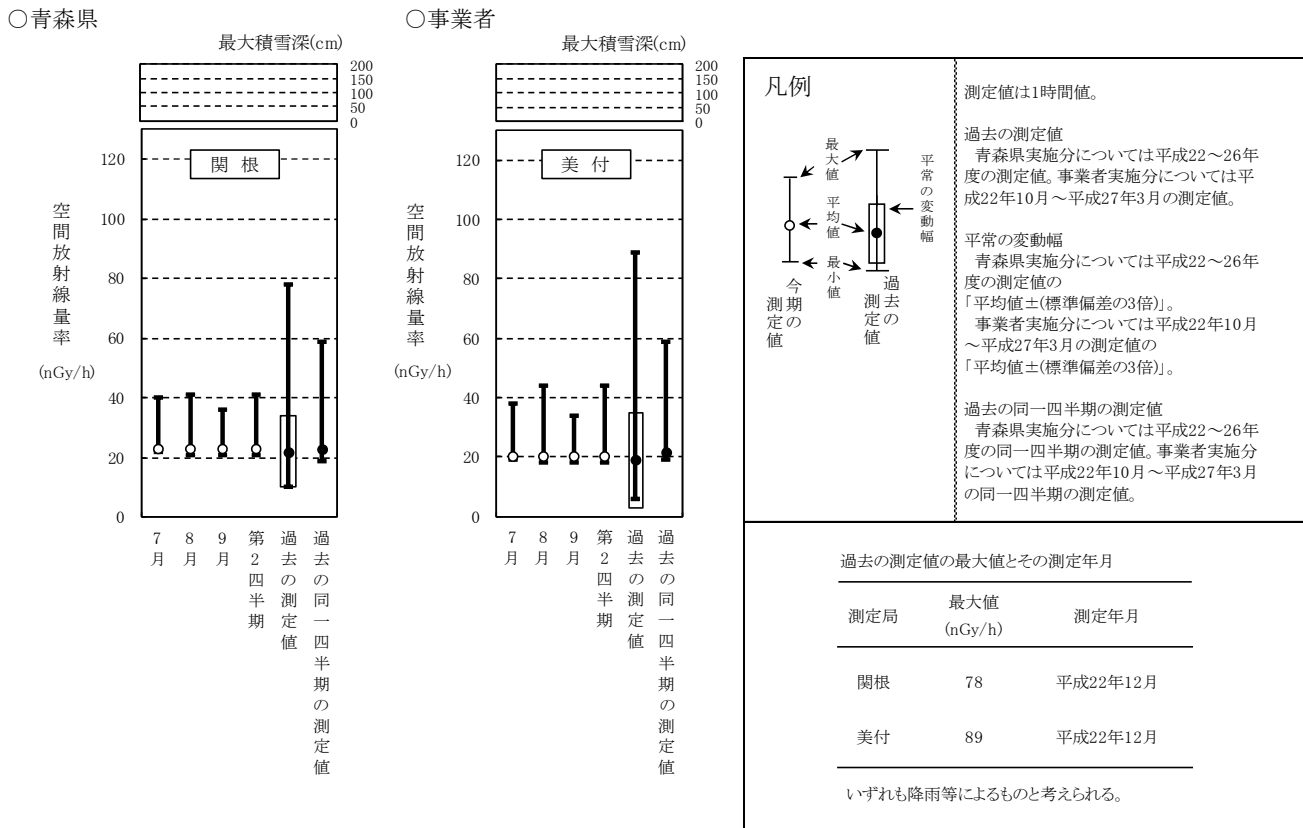 ○青森県
最大積雪深(cm)
200
150
100
50
0
関 根
120
100
80
60
40
20
0
空間放射線量率
(nGy/h)
7月
8月
9月
第2四半期
過去の測定値
過去の同一四半期の測定値
○事業者
最大積雪深(cm)
200
150
100
50
0
美 付
120
100
80
60
40
20
0
空間放射線量率
(nGy/h)
7月
8月
9月
第2四半期
過去の測定値
過去の同一四半期の測定値
凡例
最大値
平均値
最小値
平常の変動幅
今期の測定値
過去の測定値
測定値は1時間値。
過去の測定値
青森県実施分については平成22~26年
度の測定値。事業者実施分については平
成22年10月~平成27年3月の測定値。
平常の変動幅
青森県実施分については平成22~26年
度の測定値の
「平均値±(標準偏差の3倍)」。
事業者実施分については平成22年10月
~平成27年3月の測定値の
「平均値±(標準偏差の3倍)」。
過去の同一四半期の測定値
青森県実施分については平成22~26年
度の同一四半期の測定値。事業者実施分
については平成22年10月~平成27年3月
の同一四半期の測定値。
過去の測定値の最大値とその測定年月
測定局 最大値 (nGy/h) 測定年月
関根 78 平成22年12月
美付 89 平成22年12月
いずれも降雨等によるものと考えられる。